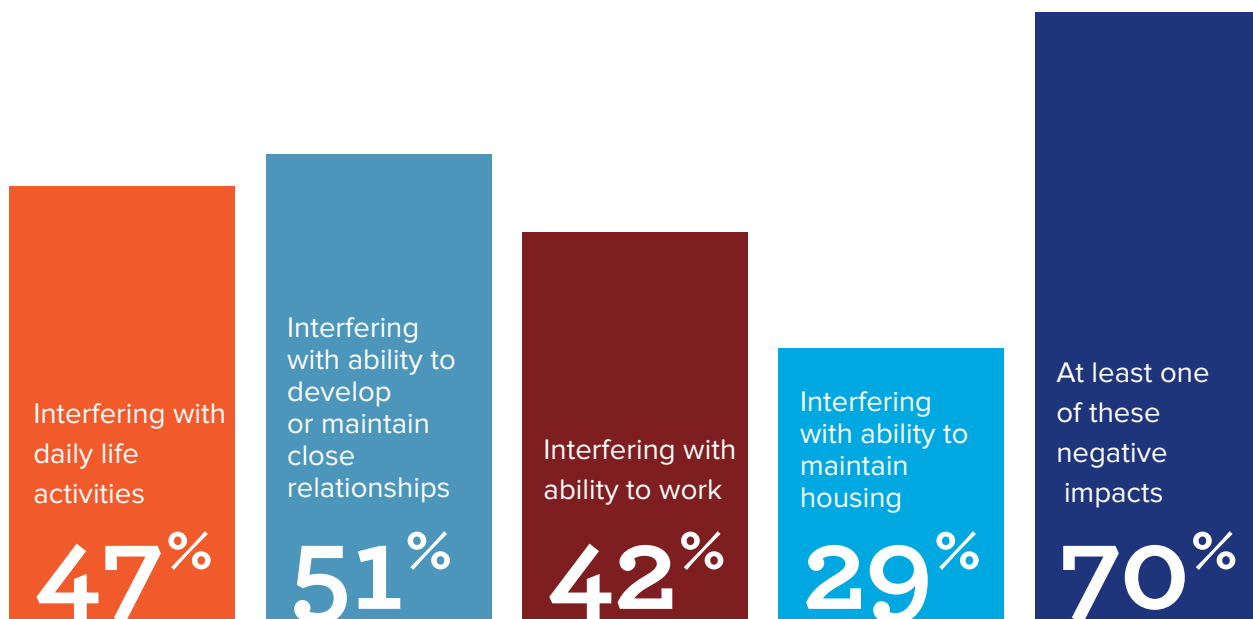 Interfering with
daily life
activities
47%
Interfering
with ability to
develop
or maintain
close
relationships
51%
Interfering with
ability to work
42%
Interfering
with ability to
maintain
housing
29%
At least one
of these
negative
impacts
70%